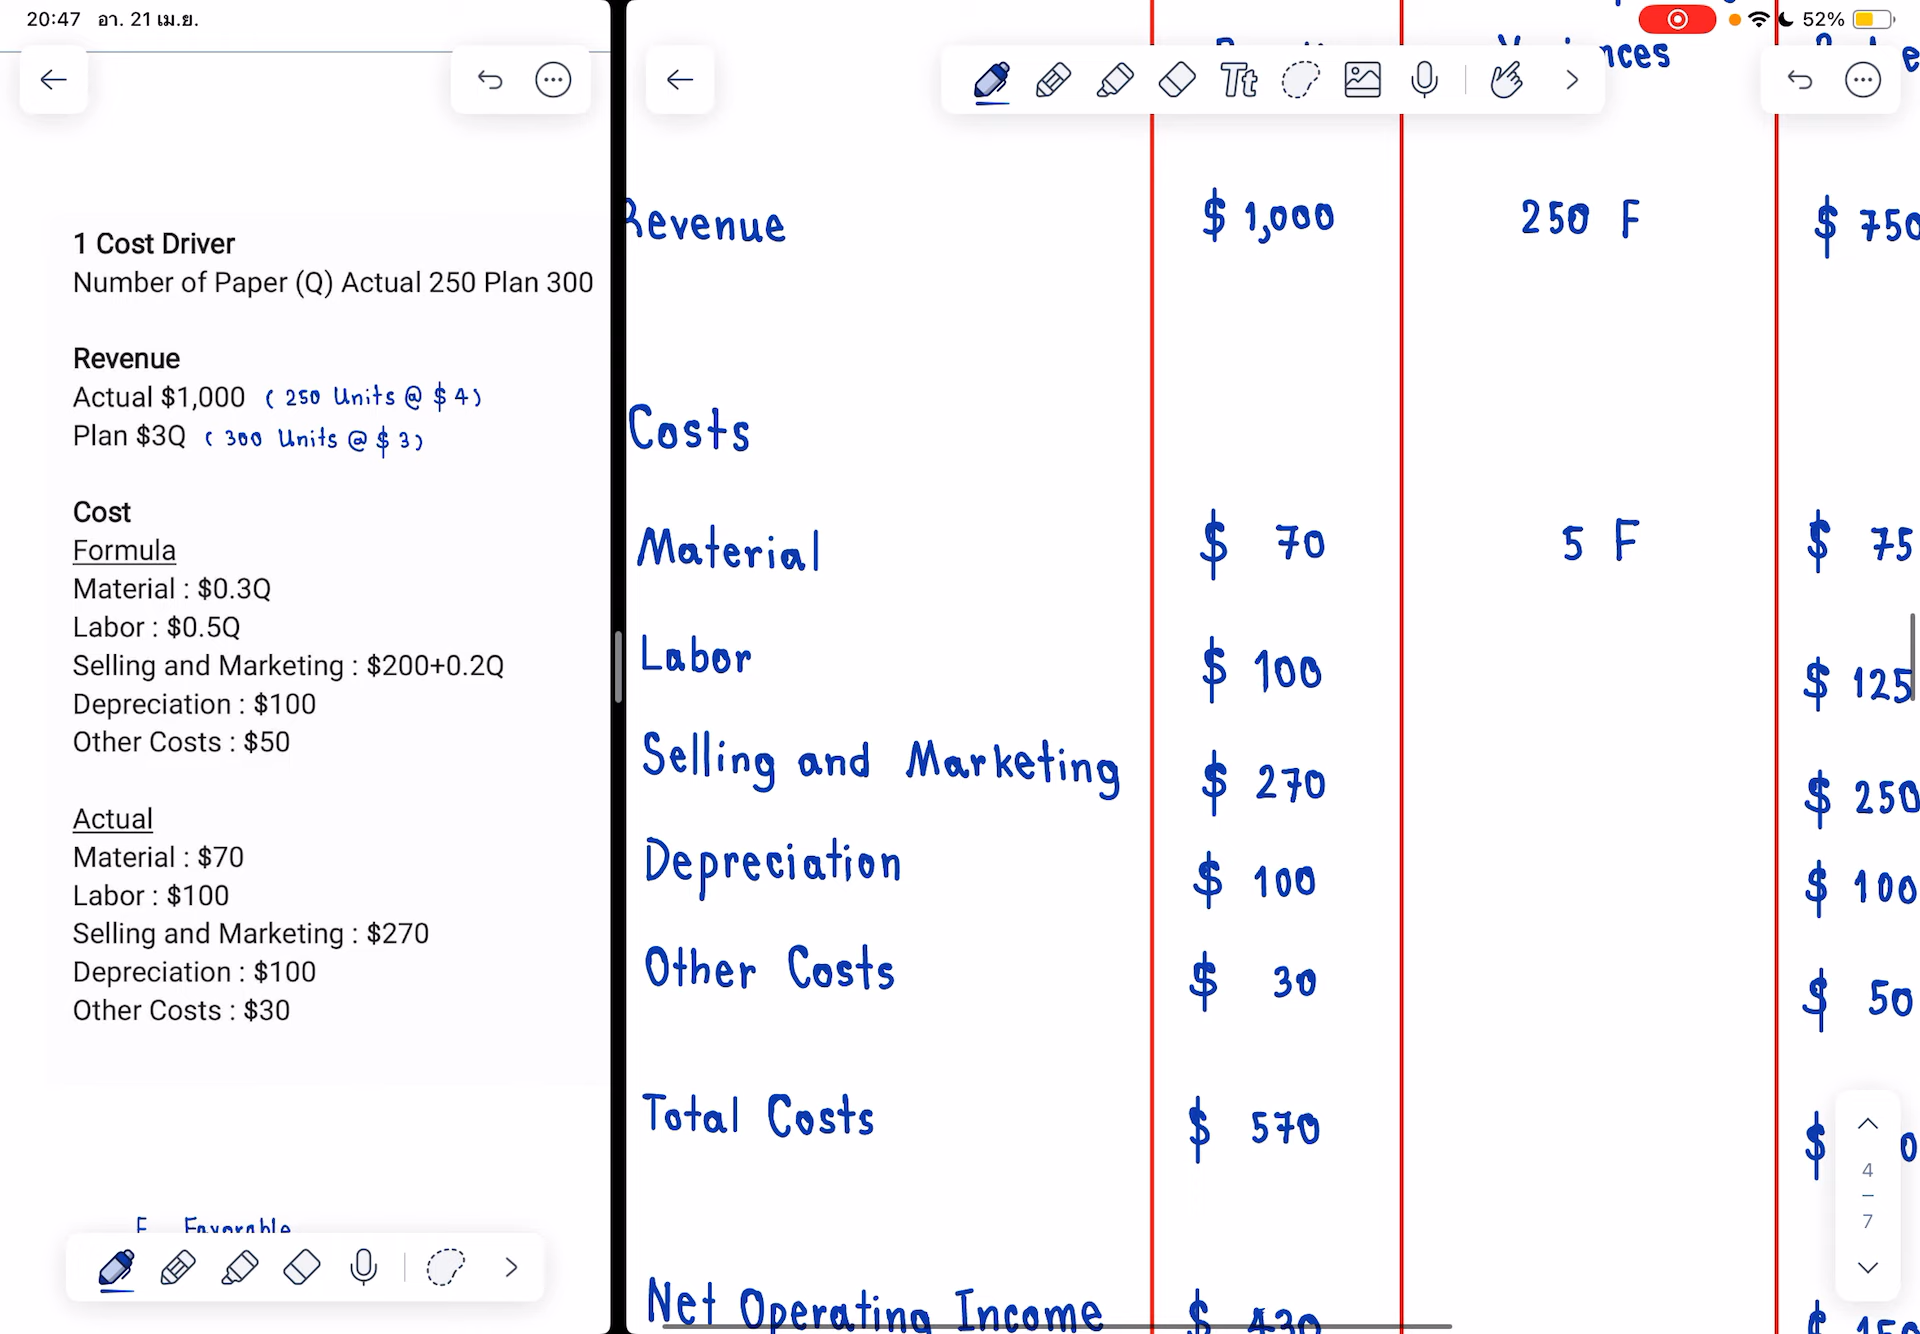 20:47 อา. 21 เม.ย.
52%
1 Cost Driver
Number of Paper (Q) Actual 250 Plan 300
Revenue
Actual $1,000 ( 250 Units @ $ 4)
Plan $3Q ( 300 Units @ $ 3)
Cost
Formula
Material : $0.3Q
Labor : $0.5Q
Selling and Marketing : $200+0.2Q
Depreciation : $100
Other Costs : $50
Actual
Material : $70
Labor : $100
Selling and Marketing : $270
Depreciation : $100
Other Costs : $30
F Favorable
Tt
Revenue $ 1,000 250 F $ 750
Costs
Material $ 70 5 F $ 75
Labor $ 100 $ 125
Selling and Marketing $ 270 $ 250
Depreciation $ 100 $ 100
Other Costs $ 30 $ 50
Total Costs $ 570 $ 0
Net Operating Income $ 430 $
4
7